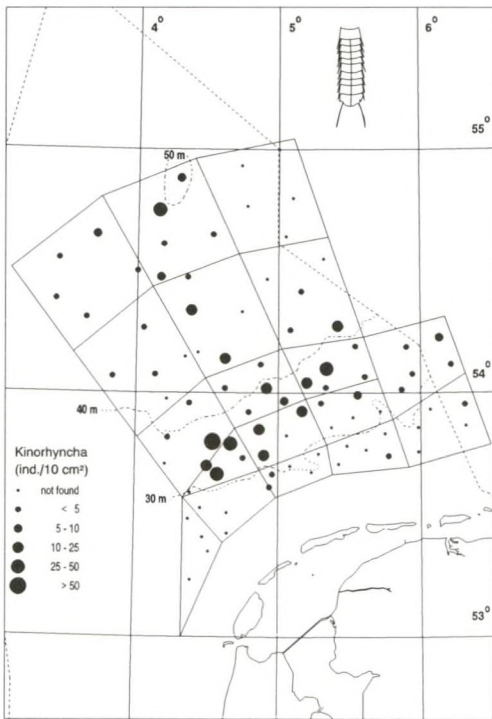 4°
5°
6°
55°
50 m
54°
40 m
Kinorhyncha
(ind./10 cm²)
not found
< 5
5 - 10
10 - 25
25 - 50
> 50
30 m
53°